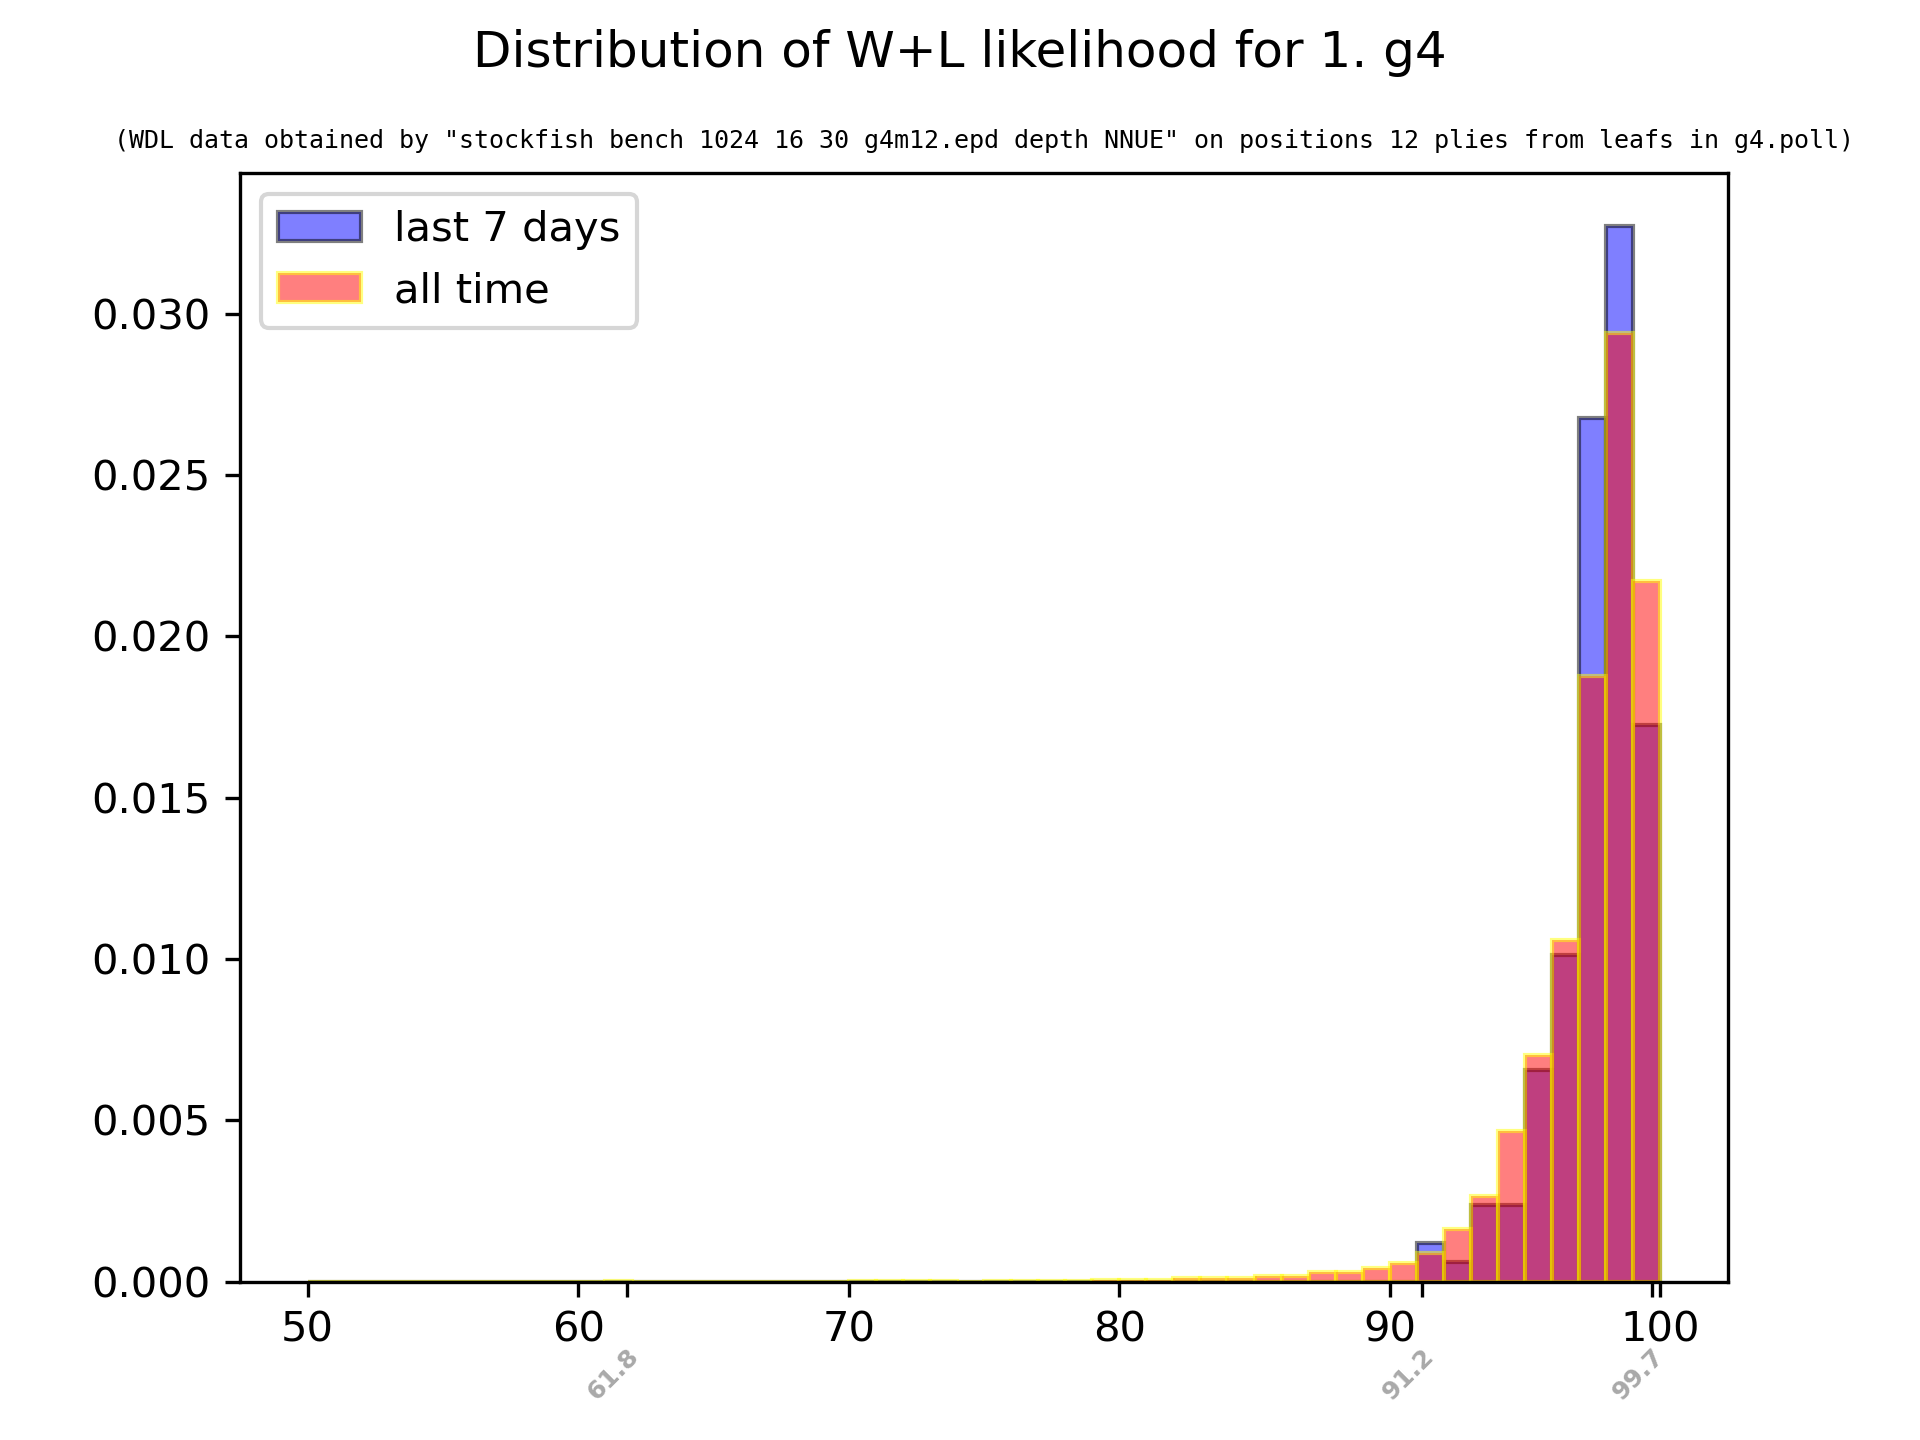 Distribution of W+L likelihood for 1. g4
(WDL data obtained by "stockfish bench 1024 16 30 g4m12.epd depth NNUE" on positions 12 plies from leafs in g4.poll)
last 7 days
all time
0.030
0.025
0.020
0.015
0.010
0.005
0.000
50 60 70 80 90 100
61.8 91.2 99.7